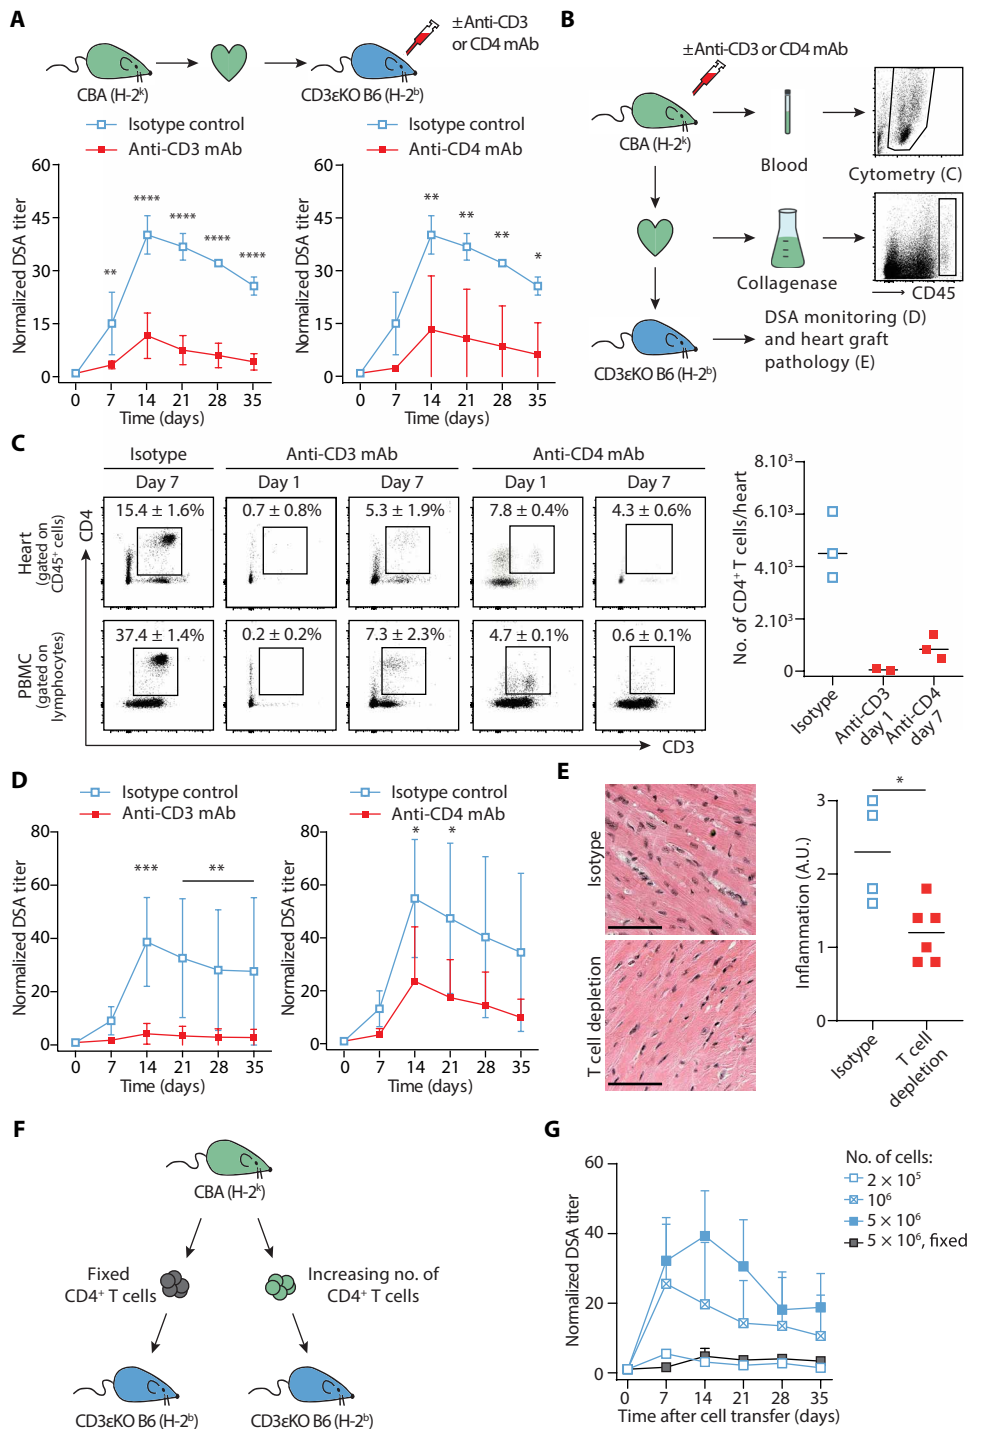 A
±Anti-CD3
or CD4 mAb
CBA (H-2ᵏ)
CD3εKO B6 (H-2ᵇ)
Isotype control
Anti-CD3 mAb
Normalized DSA titer
60
45
30
15
0
**
****
****
****
****
0 7 14 21 28 35
Time (days)
Isotype control
Anti-CD4 mAb
Normalized DSA titer
60
45
30
15
0
**
**
**
*
0 7 14 21 28 35
Time (days)
B
±Anti-CD3 or CD4 mAb
CBA (H-2ᵏ)
Blood
Cytometry (C)
Collagenase
CD45
CD3εKO B6 (H-2ᵇ)
DSA monitoring (D)
and heart graft
pathology (E)
C
Isotype
Anti-CD3 mAb
Anti-CD4 mAb
Day 7
Day 1
Day 7
Day 1
Day 7
CD4
Heart
(gated on
CD45⁺ cells)
15.4 ± 1.6%
0.7 ± 0.8%
5.3 ± 1.9%
7.8 ± 0.4%
4.3 ± 0.6%
PBMC
(gated on
lymphocytes)
37.4 ± 1.4%
0.2 ± 0.2%
7.3 ± 2.3%
4.7 ± 0.1%
0.6 ± 0.1%
CD3
No. of CD4⁺ T cells/heart
8.10³
6.10³
4.10³
2.10³
0
Isotype
Anti-CD3
day 1
Anti-CD4
day 7
D
Isotype control
Anti-CD3 mAb
Normalized DSA titer
80
60
40
20
0
***
**
0 7 14 21 28 35
Time (days)
Isotype control
Anti-CD4 mAb
Normalized DSA titer
80
60
40
20
0
*
*
0 7 14 21 28 35
Time (days)
E
Isotype
T cell depletion
Inflammation (A.U.)
3
2
1
0
*
Isotype
T cell
depletion
F
CBA (H-2ᵏ)
Fixed
CD4⁺ T cells
Increasing no. of
CD4⁺ T cells
CD3εKO B6 (H-2ᵇ)
CD3εKO B6 (H-2ᵇ)
G
No. of cells:
2 × 10⁵
10⁶
5 × 10⁶
5 × 10⁶, fixed
Normalized DSA titer
60
40
20
0
0 7 14 21 28 35
Time after cell transfer (days)